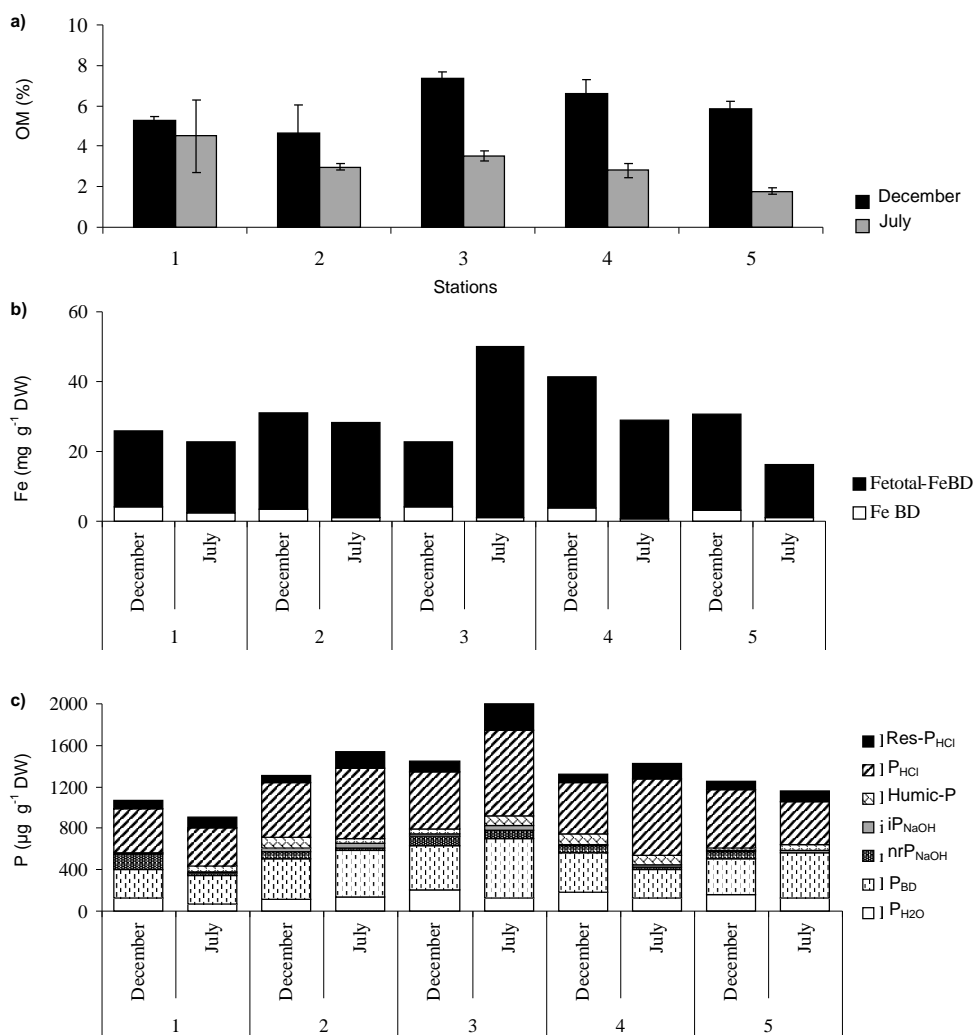 a)
10
8
6
4
2
0
OM (%)
1 2 3 4 5
Stations
December
July
b)
60
40
20
0
Fe (mg g⁻¹ DW)
December July December July December July December July December July
1 2 3 4 5
Fetotal-FeBD
Fe BD
c)
2000
1600
1200
800
400
0
P (µg g⁻¹ DW)
December July December July December July December July December July
1 2 3 4 5
Res-P_HCl
P_HCl
Humic-P
iP_NaOH
nrP_NaOH
P_BD
P_H2O